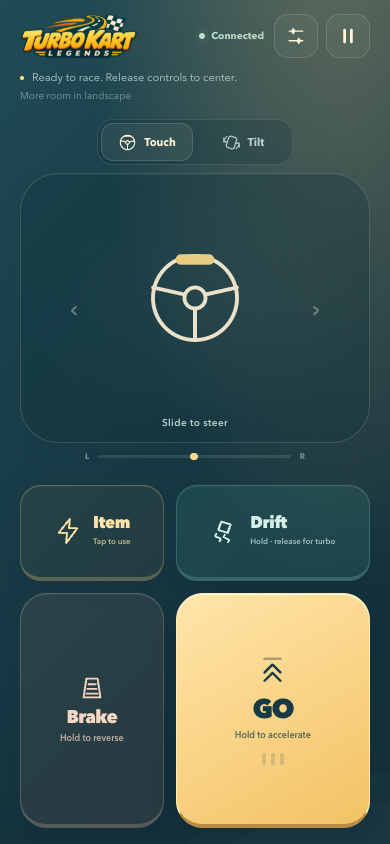 TURBO KART
LEGENDS
Connected
Ready to race. Release controls to center.
More room in landscape
Touch
Tilt
Slide to steer
L
R
Item
Tap to use
Drift
Hold · release for turbo
Brake
Hold to reverse
GO
Hold to accelerate